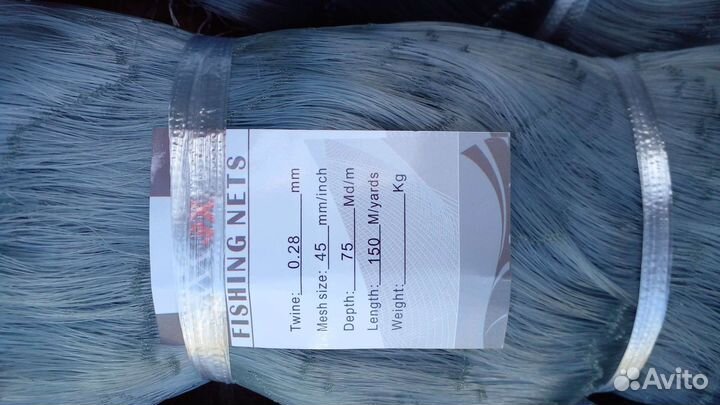 FISHING NETS
Twine: 0.28 mm
Mesh size: 45 mm/inch
Depth: 75 Md/m
Length: 150 M/yards
Weight: Kg
Avito